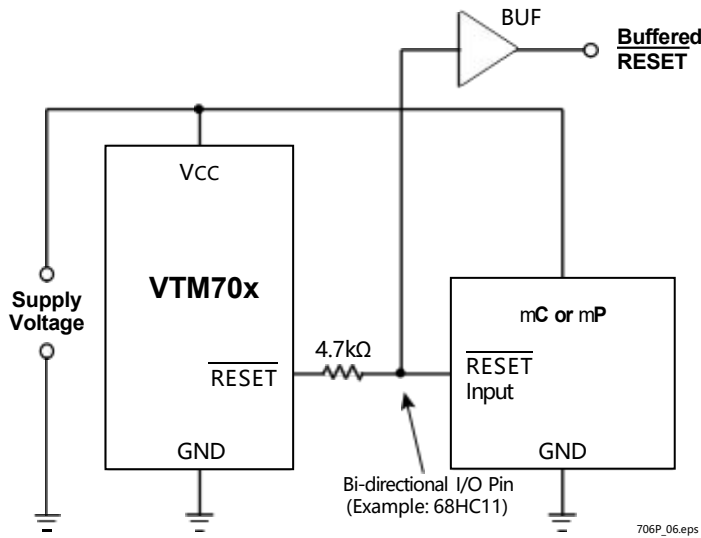 BUF
Buffered
RESET
VCC
VTM70x
mC or mP
Supply
Voltage
4.7kΩ
RESET
RESET
Input
GND
GND
Bi-directional I/O Pin
(Example: 68HC11)
706P_06.eps